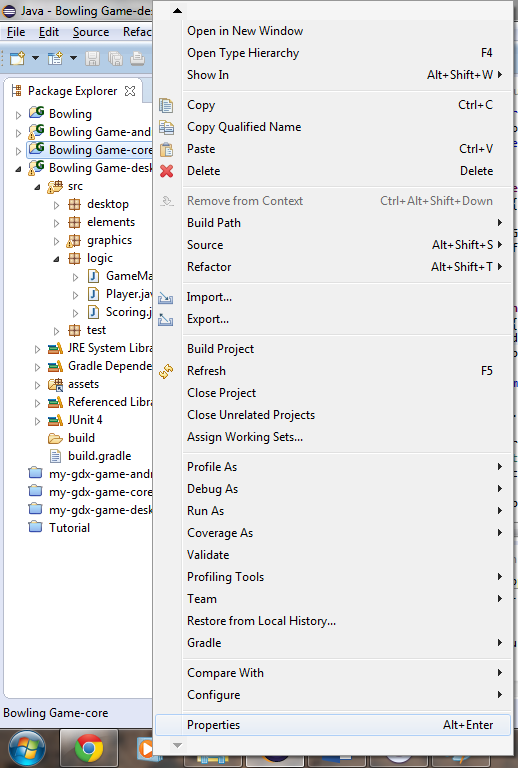 Java - Bowling Game-des
File Edit Source Refac
Package Explorer
Bowling
Bowling Game-and
Bowling Game-core
Bowling Game-desk
src
desktop
elements
graphics
logic
GameMa
Player.jav
Scoring.j
test
JRE System Libra
Gradle Depende
assets
Referenced Libra
JUnit 4
build
build.gradle
my-gdx-game-andr
my-gdx-game-core
my-gdx-game-desk
Tutorial
Bowling Game-core
Open in New Window
Open Type Hierarchy F4
Show In Alt+Shift+W
Copy Ctrl+C
Copy Qualified Name
Paste Ctrl+V
Delete Delete
Remove from Context Ctrl+Alt+Shift+Down
Build Path
Source Alt+Shift+S
Refactor Alt+Shift+T
Import...
Export...
Build Project
Refresh F5
Close Project
Close Unrelated Projects
Assign Working Sets...
Profile As
Debug As
Run As
Coverage As
Validate
Profiling Tools
Team
Restore from Local History...
Gradle
Compare With
Configure
Properties Alt+Enter